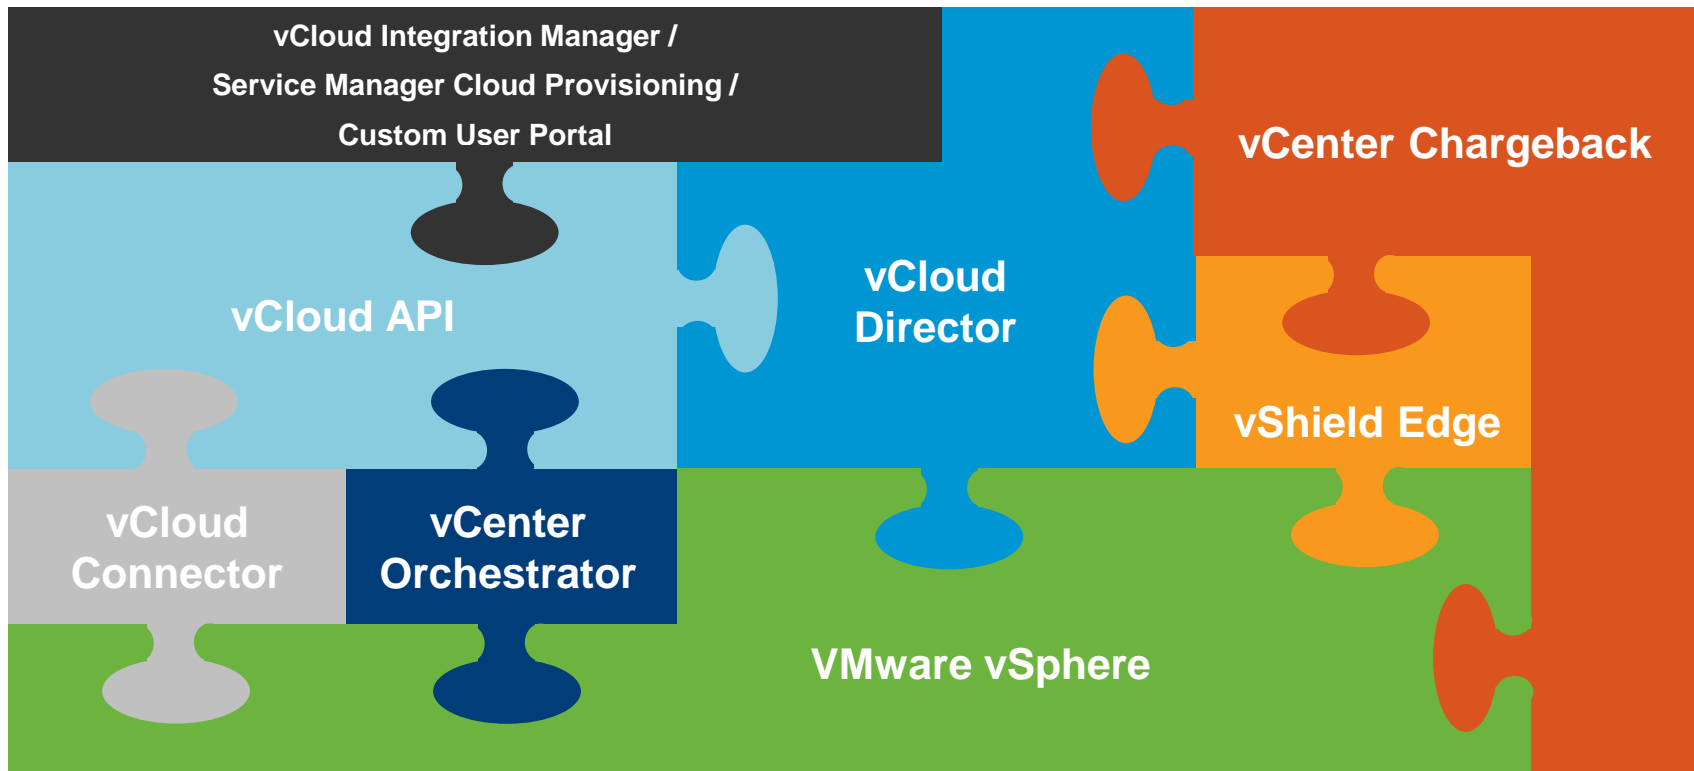 vCloud Integration Manager /
Service Manager Cloud Provisioning /
Custom User Portal
vCenter Chargeback
vCloud API
vCloud
Director
vShield Edge
vCloud
Connector
vCenter
Orchestrator
VMware vSphere